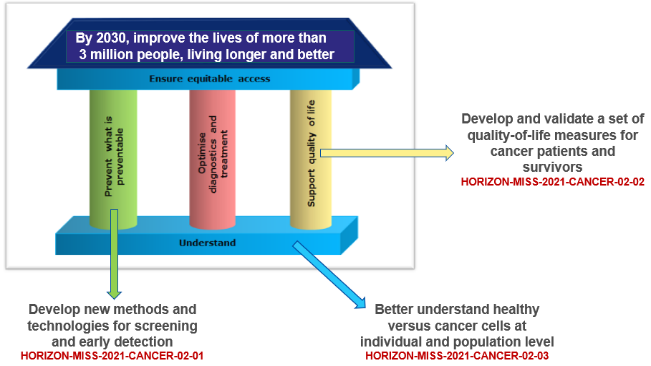 By 2030, improve the lives of more than
3 million people, living longer and better
Ensure equitable access
Prevent what is
preventable
Optimise
diagnostics and
treatment
Support quality of life
Understand
Develop and validate a set of
quality-of-life measures for
cancer patients and
survivors
HORIZON-MISS-2021-CANCER-02-02
Develop new methods and
technologies for screening
and early detection
HORIZON-MISS-2021-CANCER-02-01
Better understand healthy
versus cancer cells at
individual and population level
HORIZON-MISS-2021-CANCER-02-03